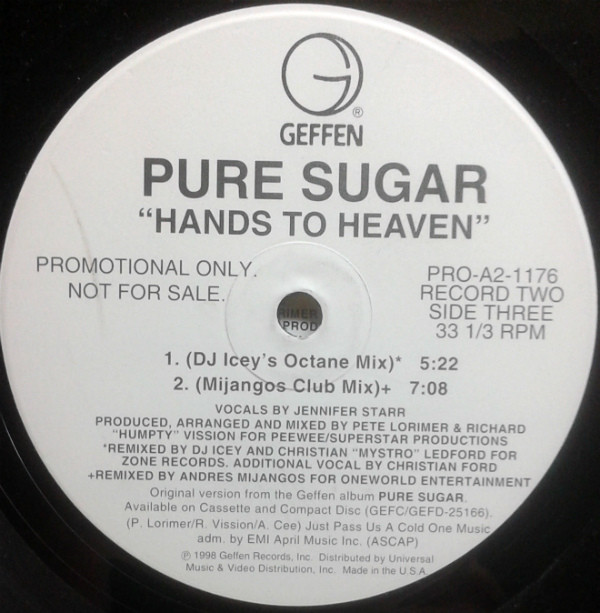 ®
GEFFEN
PURE SUGAR
“HANDS TO HEAVEN”
PROMOTIONAL ONLY.
NOT FOR SALE.
PRO-A2-1176
RECORD TWO
SIDE THREE
33 1/3 RPM
RIMER
PROD
1. (DJ Icey's Octane Mix)* 5:22
2. (Mijangos Club Mix)+ 7:08
VOCALS BY JENNIFER STARR
PRODUCED, ARRANGED AND MIXED BY PETE LORIMER & RICHARD
"HUMPTY" VISSION FOR PEEWEE/SUPERSTAR PRODUCTIONS
*REMIXED BY DJ ICEY AND CHRISTIAN "MYSTRO" LEDFORD FOR
ZONE RECORDS. ADDITIONAL VOCAL BY CHRISTIAN FORD
+REMIXED BY ANDRES MIJANGOS FOR ONEWORLD ENTERTAINMENT
Original version from the Geffen album PURE SUGAR.
Available on Cassette and Compact Disc (GEFC/GEFD-25166).
(P. Lorimer/R. Vission/A. Cee) Just Pass Us A Cold One Music
adm. by EMI April Music Inc. (ASCAP)
℗ 1998 Geffen Records, Inc. Distributed by Universal
Music & Video Distribution, Inc. Made in the U.S.A.